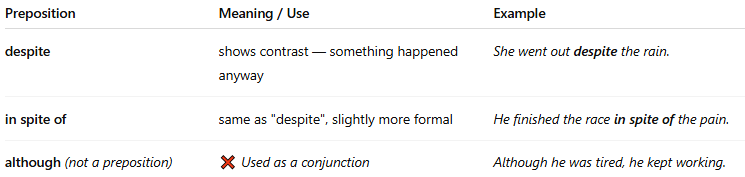 Preposition Meaning / Use Example
despite shows contrast — something happened She went out despite the rain.
anyway
in spite of same as "despite", slightly more formal He finished the race in spite of the pain.
although (not a preposition) ❌ Used as a conjunction Although he was tired, he kept working.